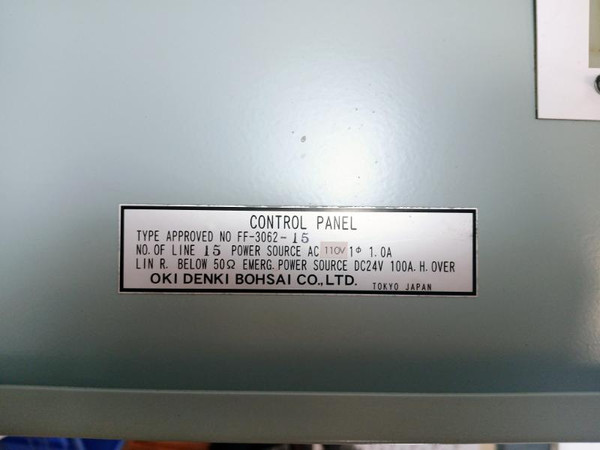 CONTROL PANEL
TYPE APPROVED NO FF-3062-15
NO. OF LINE 15 POWER SOURCE AC 110V 1Φ 1.0A
LIN R. BELOW 50Ω EMERG. POWER SOURCE DC24V 100A.H. OVER
OKI DENKI BOHSAI CO., LTD. TOKYO JAPAN